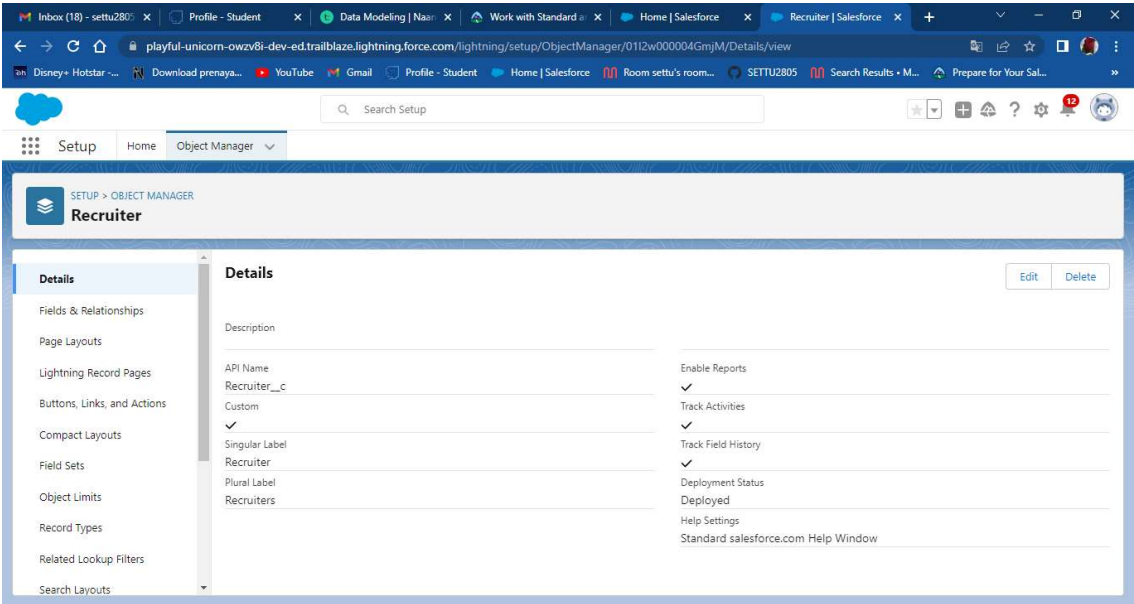 Inbox (18) - settu2805 Profile - Student Data Modeling | Naan Work with Standard a Home | Salesforce Recruiter | Salesforce
playful-unicorn-owzv8i-dev-ed.trailblaze.lightning.force.com/lightning/setup/ObjectManager/01I2w000004GmjM/Details/view
Disney+ Hotstar -... Download prenaya... YouTube Gmail Profile - Student Home | Salesforce Room settu's room... SETTU2805 Search Results • M... Prepare for Your Sal... »
Search Setup 12
Setup Home Object Manager
SETUP > OBJECT MANAGER
Recruiter
Details
Fields & Relationships
Page Layouts
Lightning Record Pages
Buttons, Links, and Actions
Compact Layouts
Field Sets
Object Limits
Record Types
Related Lookup Filters
Search Layouts
Details Edit Delete
Description
API Name
Recruiter__c
Custom
Singular Label
Recruiter
Plural Label
Recruiters
Enable Reports
Track Activities
Track Field History
Deployment Status
Deployed
Help Settings
Standard salesforce.com Help Window